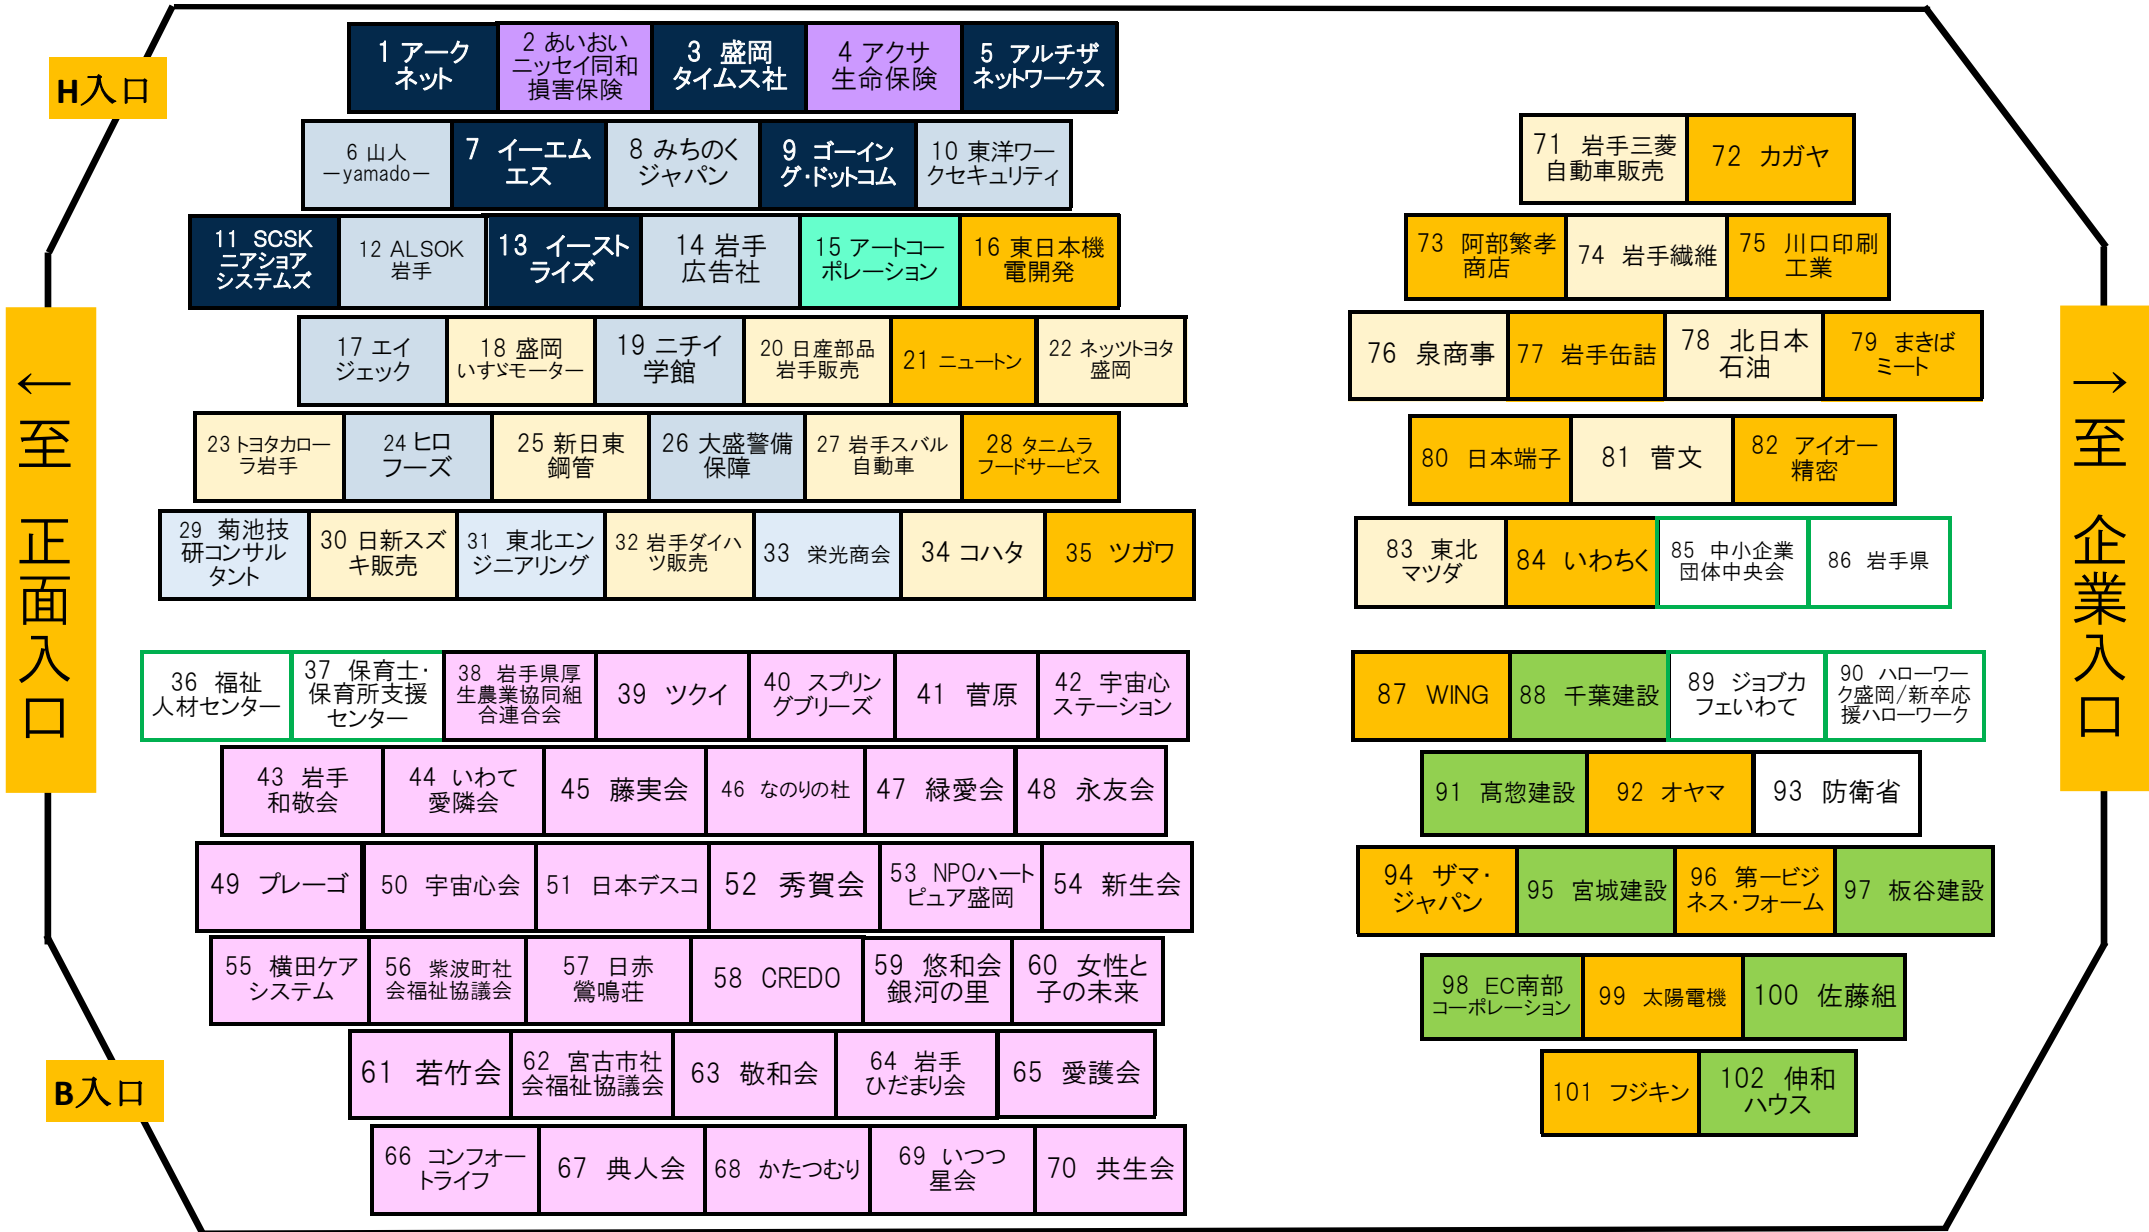 H入口
1 アーク
ネット
2 あいおい
ニッセイ同和
損害保険
3 盛岡
タイムス社
4 アクサ
生命保険
5 アルチザ
ネットワークス
6 山人
－yamado－
7 イーエム
エス
8 みちのく
ジャパン
9 ゴーイン
グ・ドットコム
10 東洋ワー
クセキュリティ
11 SCSK
ニアショア
システムズ
12 ALSOK
岩手
13 イースト
ライズ
14 岩手
広告社
15 アートコー
ポレーション
16 東日本機
電開発
17 エイ
ジェック
18 盛岡
いすゞモーター
19 ニチイ
学館
20 日産部品
岩手販売
21 ニュートン
22 ネッツトヨタ
盛岡
23 トヨタカロー
ラ岩手
24 ヒロ
フーズ
25 新日東
鋼管
26 大盛警備
保障
27 岩手スバル
自動車
28 タニムラ
フードサービス
29 菊池技
研コンサル
タント
30 日新スズ
キ販売
31 東北エン
ジニアリング
32 岩手ダイハ
ツ販売
33 栄光商会
34 コハタ
35 ツガワ
←至 正面入口
36 福祉
人材センター
37 保育士・
保育所支援
センター
38 岩手県厚
生農業協同組
合連合会
39 ツクイ
40 スプリン
グブリーズ
41 菅原
42 宇宙心
ステーション
43 岩手
和敬会
44 いわて
愛隣会
45 藤実会
46 なのりの杜
47 緑愛会
48 永友会
49 プレーゴ
50 宇宙心会
51 日本デスコ
52 秀賀会
53 NPOハート
ピュア盛岡
54 新生会
55 横田ケア
システム
56 紫波町社
会福祉協議会
57 日赤
鶯鳴荘
58 CREDO
59 悠和会
銀河の里
60 女性と
子の未来
61 若竹会
62 宮古市社
会福祉協議会
63 敬和会
64 岩手
ひだまり会
65 愛護会
66 コンフォー
トライフ
67 典人会
68 かたつむり
69 いつつ
星会
70 共生会
B入口
71 岩手三菱
自動車販売
72 カガヤ
73 阿部繁孝
商店
74 岩手繊維
75 川口印刷
工業
76 泉商事
77 岩手缶詰
78 北日本
石油
79 まきば
ミート
80 日本端子
81 菅文
82 アイオー
精密
83 東北
マツダ
84 いわちく
85 中小企業
団体中央会
86 岩手県
→至 企業入口
87 WING
88 千葉建設
89 ジョブカ
フェいわて
90 ハローワー
ク盛岡/新卒応
援ハローワーク
91 髙惣建設
92 オヤマ
93 防衛省
94 ザマ・
ジャパン
95 宮城建設
96 第一ビジ
ネス・フォーム
97 板谷建設
98 EC南部
コーポレーション
99 太陽電機
100 佐藤組
101 フジキン
102 伸和
ハウス